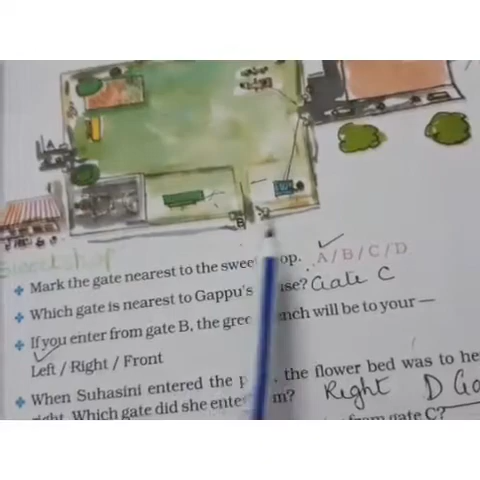 A
B
Sweetshop
❖ Mark the gate nearest to the swee op. A / B / C / D
❖ Which gate is nearest to Gappu's use? Gate C
❖ If you enter from gate B, the gree nch will be to your —
Left / Right / Front
❖ When Suhasini entered the p , the flower bed was to he
right. Which gate did she ente m? Right D Ga
from gate C?